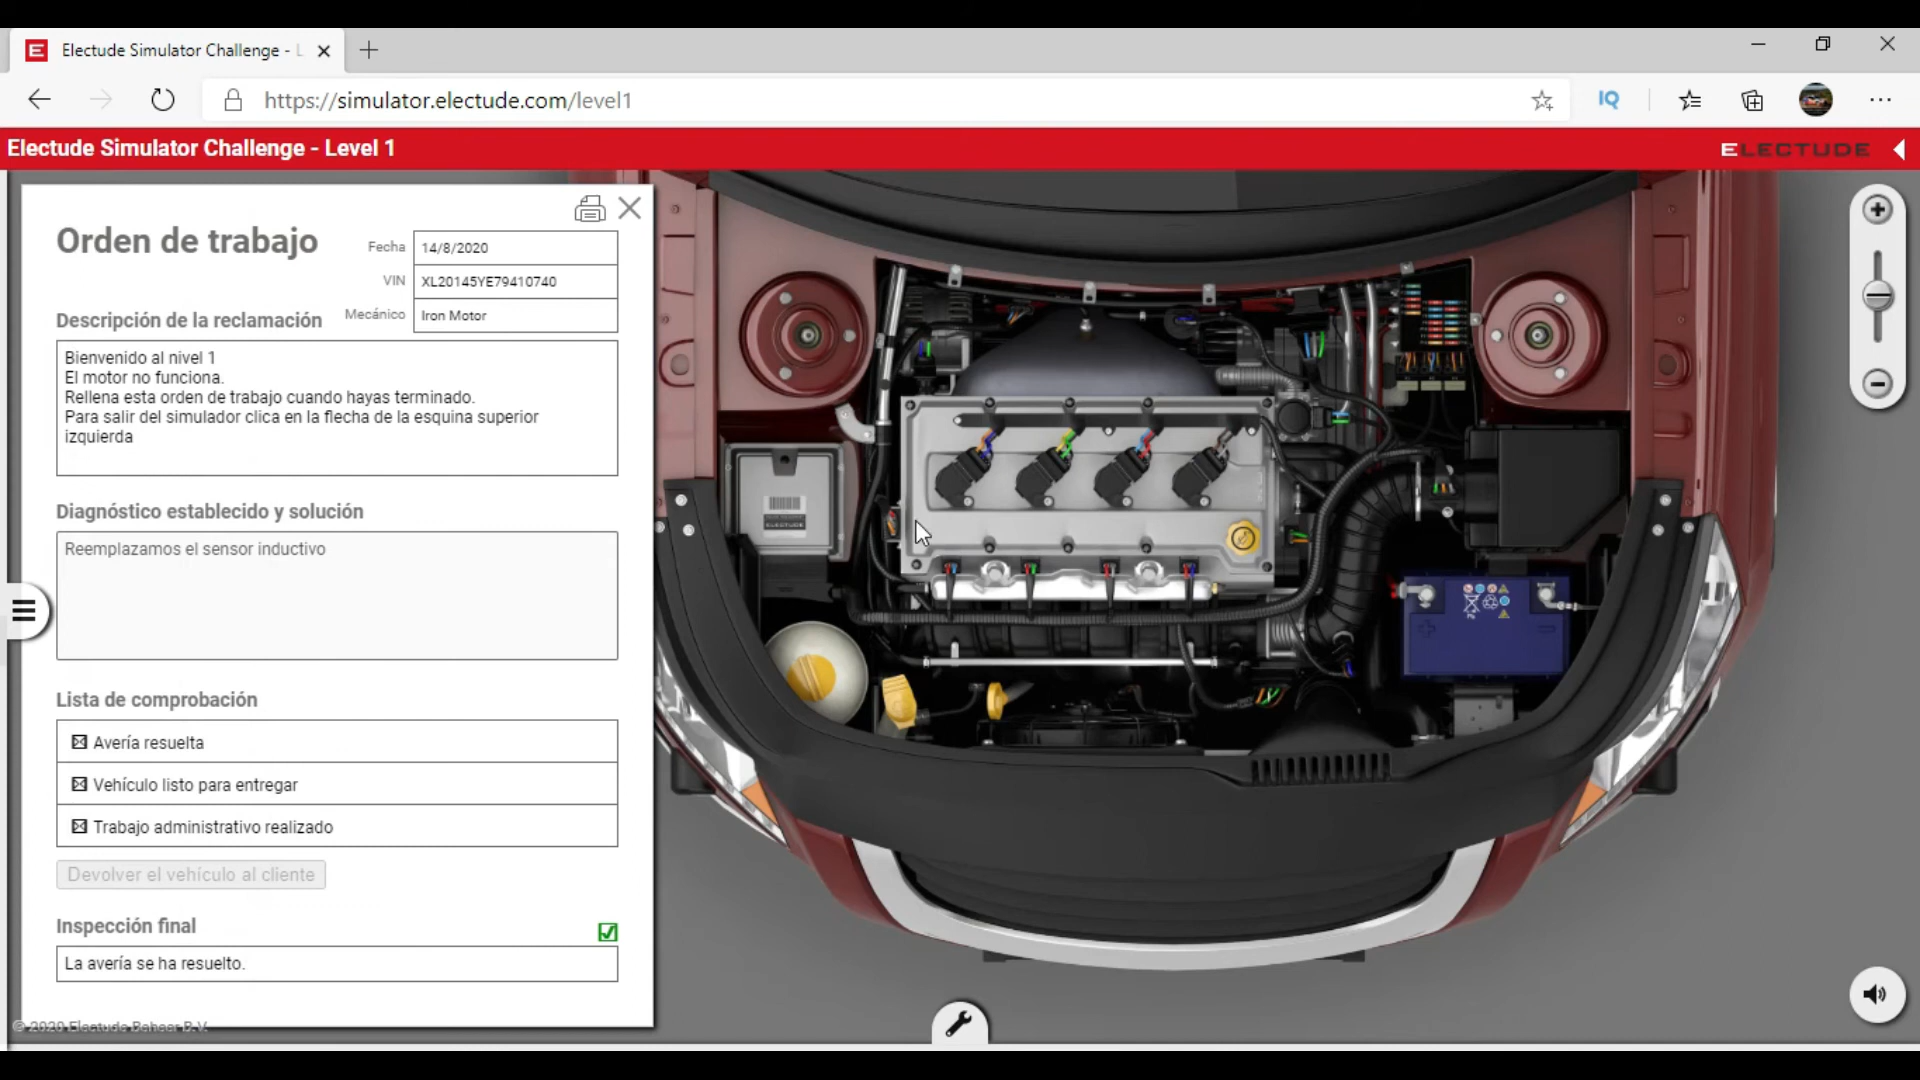 Electude Simulator Challenge - L
https://simulator.electude.com/level1
IQ
Electude Simulator Challenge - Level 1
ELECTUDE
Orden de trabajo
Fecha 14/8/2020
VIN XL20145YE79410740
Mecánico Iron Motor
Descripción de la reclamación
Bienvenido al nivel 1
El motor no funciona.
Rellena esta orden de trabajo cuando hayas terminado.
Para salir del simulador clica en la flecha de la esquina superior
izquierda
Diagnóstico establecido y solución
Reemplazamos el sensor inductivo
Lista de comprobación
Avería resuelta
Vehículo listo para entregar
Trabajo administrativo realizado
Devolver el vehículo al cliente
Inspección final
La avería se ha resuelto.
© 2020 Electude Beheer B.V.
ELECTUDE